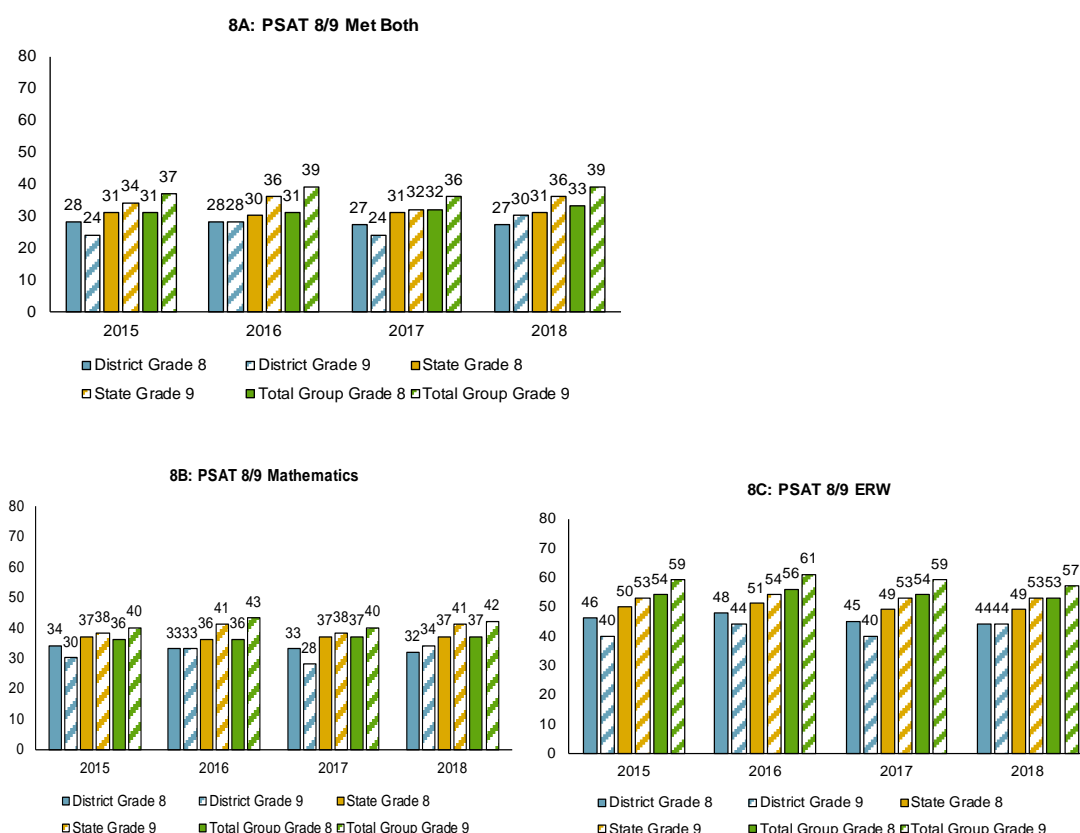 8A: PSAT 8/9 Met Both
80
70
60
50
40
30
20
10
0
28 24 31 34 31 37
28 28 30 36 31 39
27 24 31 32 32 36
27 30 31 36 33 39
2015 2016 2017 2018
District Grade 8 District Grade 9 State Grade 8
State Grade 9 Total Group Grade 8 Total Group Grade 9
8B: PSAT 8/9 Mathematics
80
70
60
50
40
30
20
10
0
34 30 37 38 36 40
33 33 36 41 36 43
33 28 37 38 37 40
32 34 37 41 37 42
2015 2016 2017 2018
District Grade 8 District Grade 9 State Grade 8
State Grade 9 Total Group Grade 8 Total Group Grade 9
8C: PSAT 8/9 ERW
80
70
60
50
40
30
20
10
0
46 40 50 53 54 59
48 44 51 54 56 61
45 40 49 53 54 59
44 44 49 53 53 57
2015 2016 2017 2018
District Grade 8 District Grade 9 State Grade 8
State Grade 9 Total Group Grade 8 Total Group Grade 9